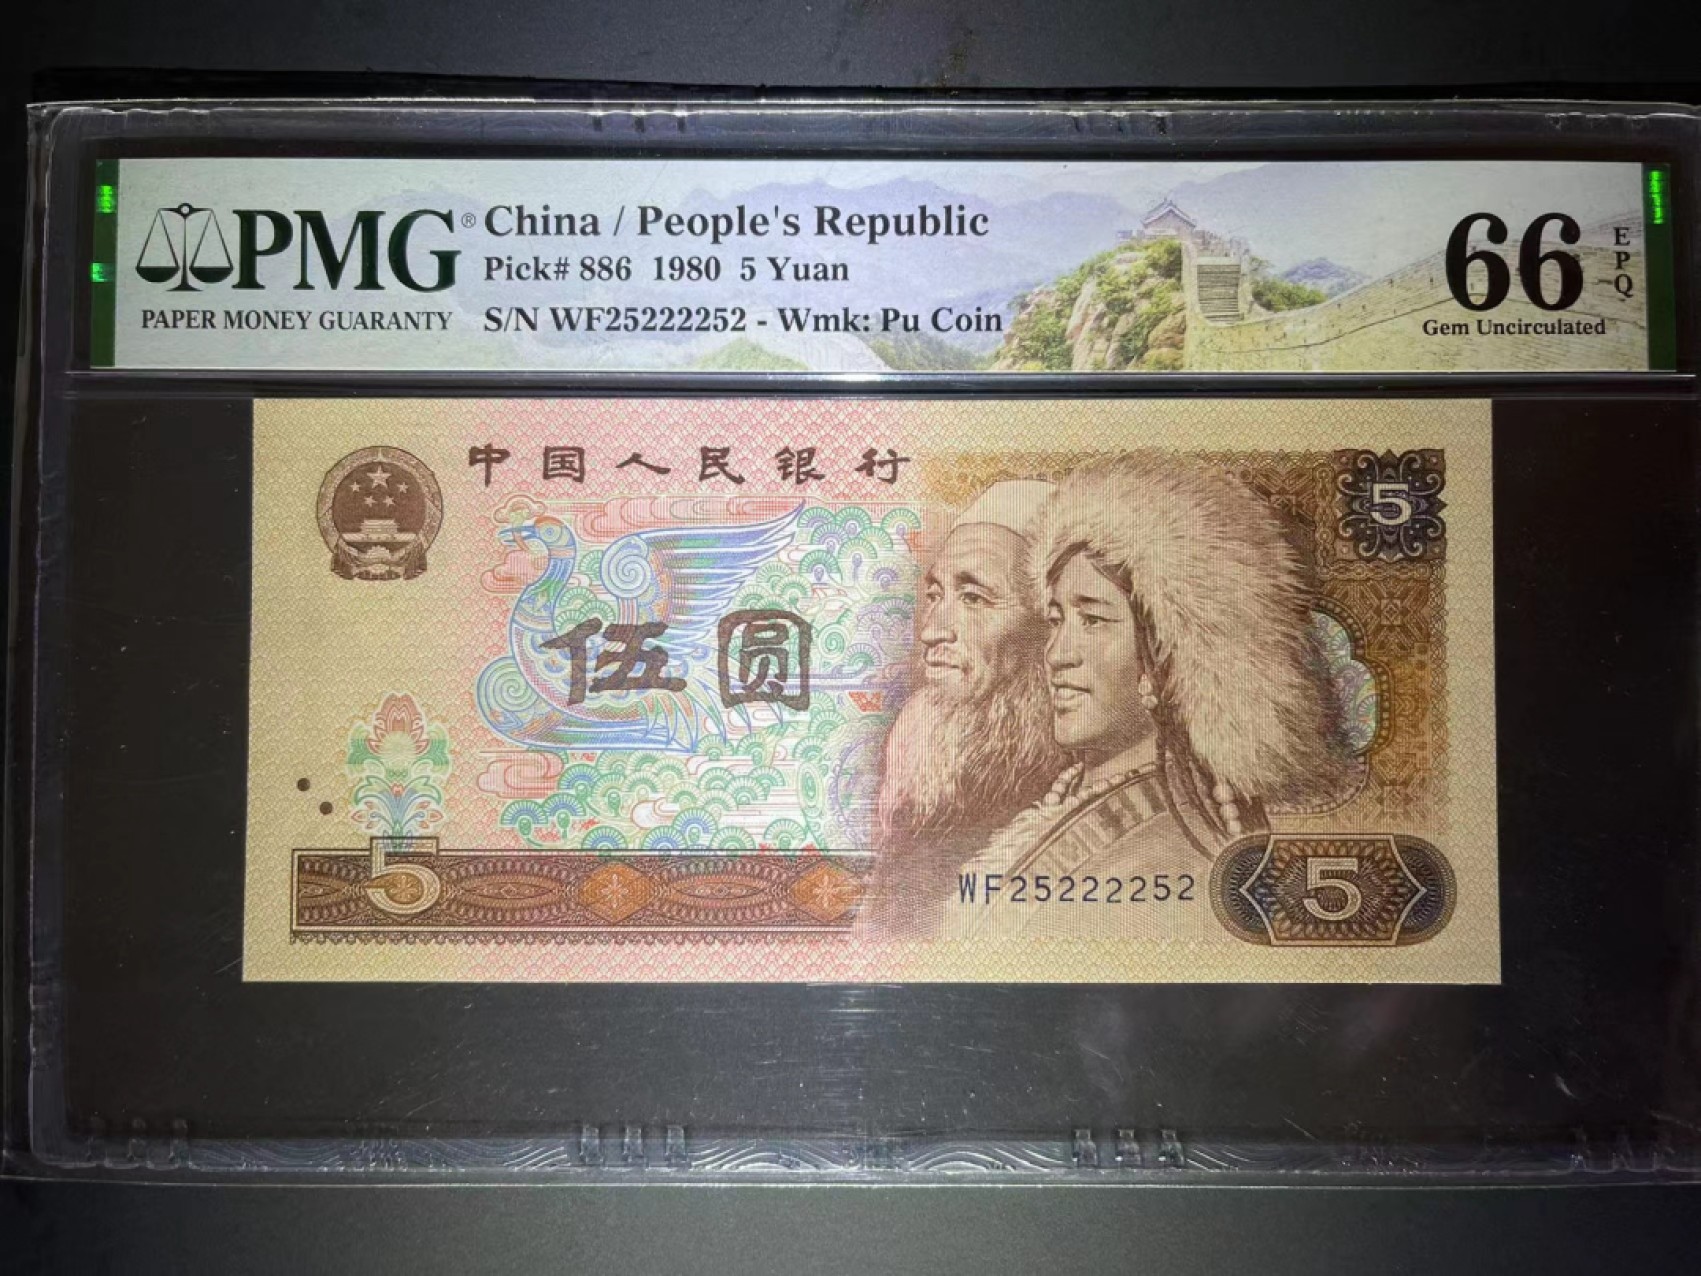 PMG®
PAPER MONEY GUARANTY
China / People's Republic
Pick# 886 1980 5 Yuan
S/N WF25222252 - Wmk: Pu Coin
66
EPQ
Gem Uncirculated
中国人民银行
5
伍圆
5
WF25222252
5